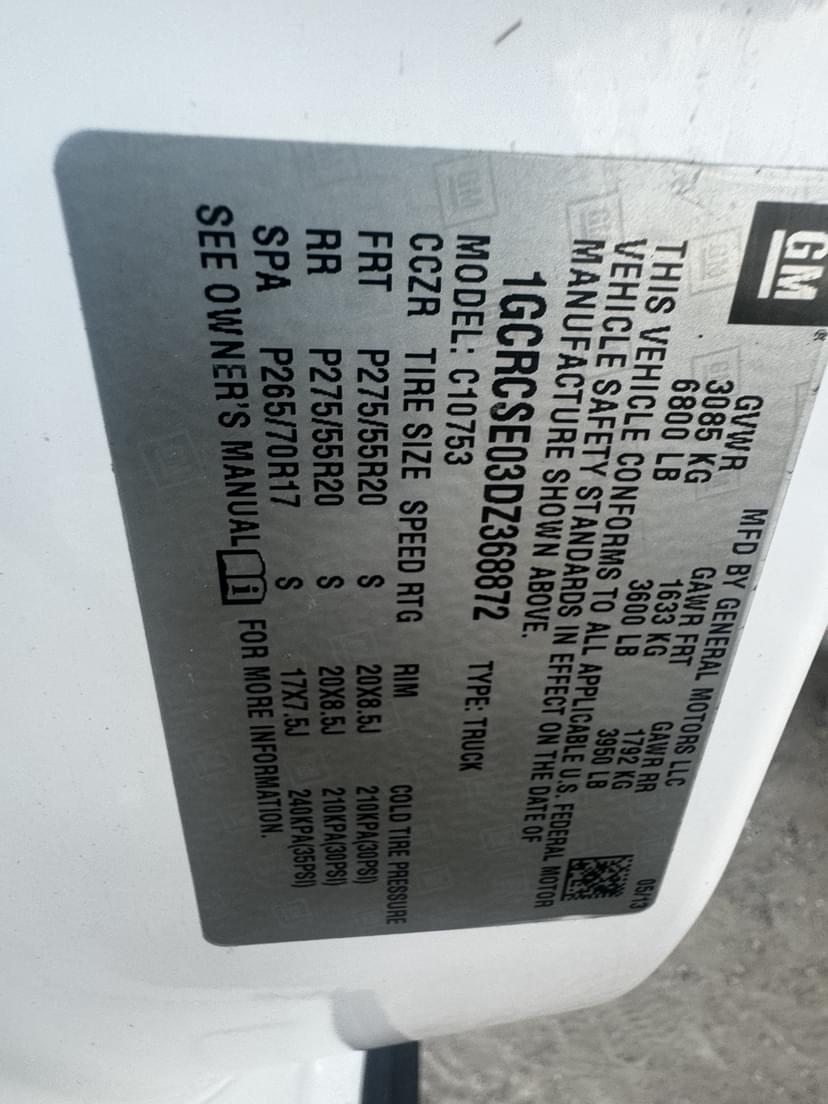 GM®
MFD BY GENERAL MOTORS LLC 05/13
GVWR GAWR FRT GAWR RR
3085 KG 1633 KG 1792 KG
6800 LB 3600 LB 3950 LB
THIS VEHICLE CONFORMS TO ALL APPLICABLE U.S. FEDERAL MOTOR
VEHICLE SAFETY STANDARDS IN EFFECT ON THE DATE OF
MANUFACTURE SHOWN ABOVE.
1GCRCSE03DZ368872 TYPE: TRUCK
MODEL: C10753
CCZR TIRE SIZE SPEED RTG RIM COLD TIRE PRESSURE
FRT P275/55R20 S 20X8.5J 210KPA(30PSI)
RR P275/55R20 S 20X8.5J 210KPA(30PSI)
SPA P265/70R17 S 17X7.5J 240KPA(35PSI)
SEE OWNER'S MANUAL FOR MORE INFORMATION.